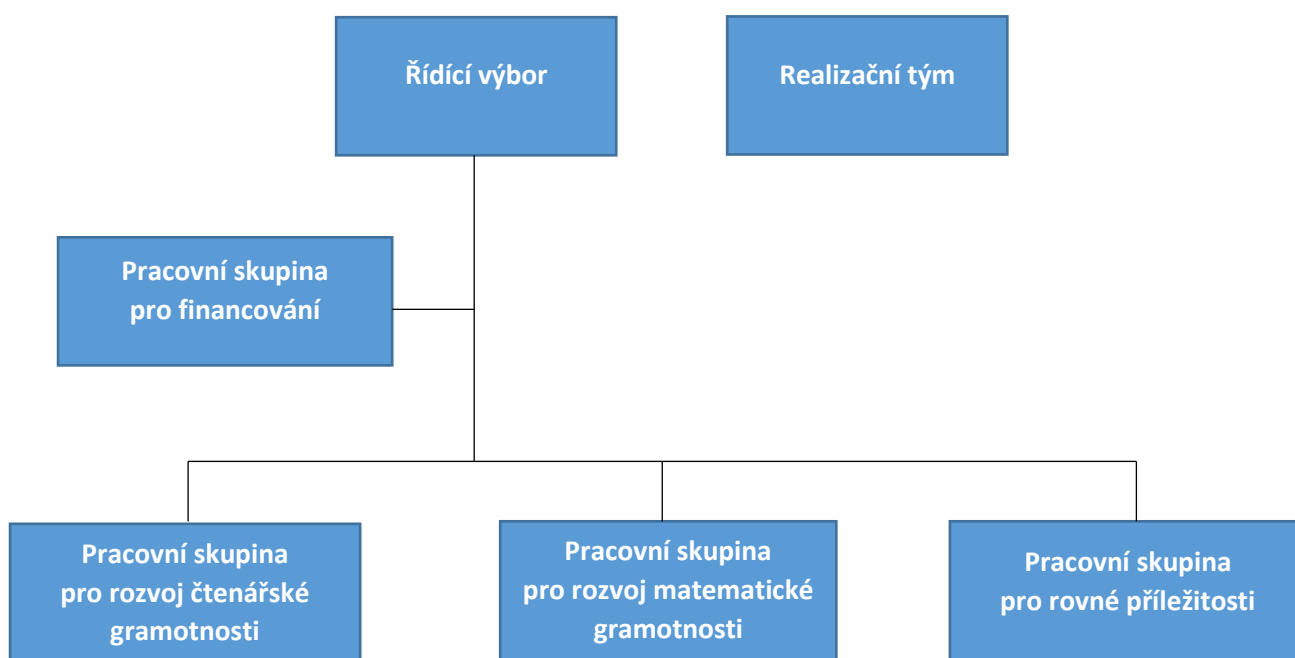 Řídící výbor
Realizační tým
Pracovní skupina
pro financování
Pracovní skupina
pro rozvoj čtenářské
gramotnosti
Pracovní skupina
pro rozvoj matematické
gramotnosti
Pracovní skupina
pro rovné příležitosti